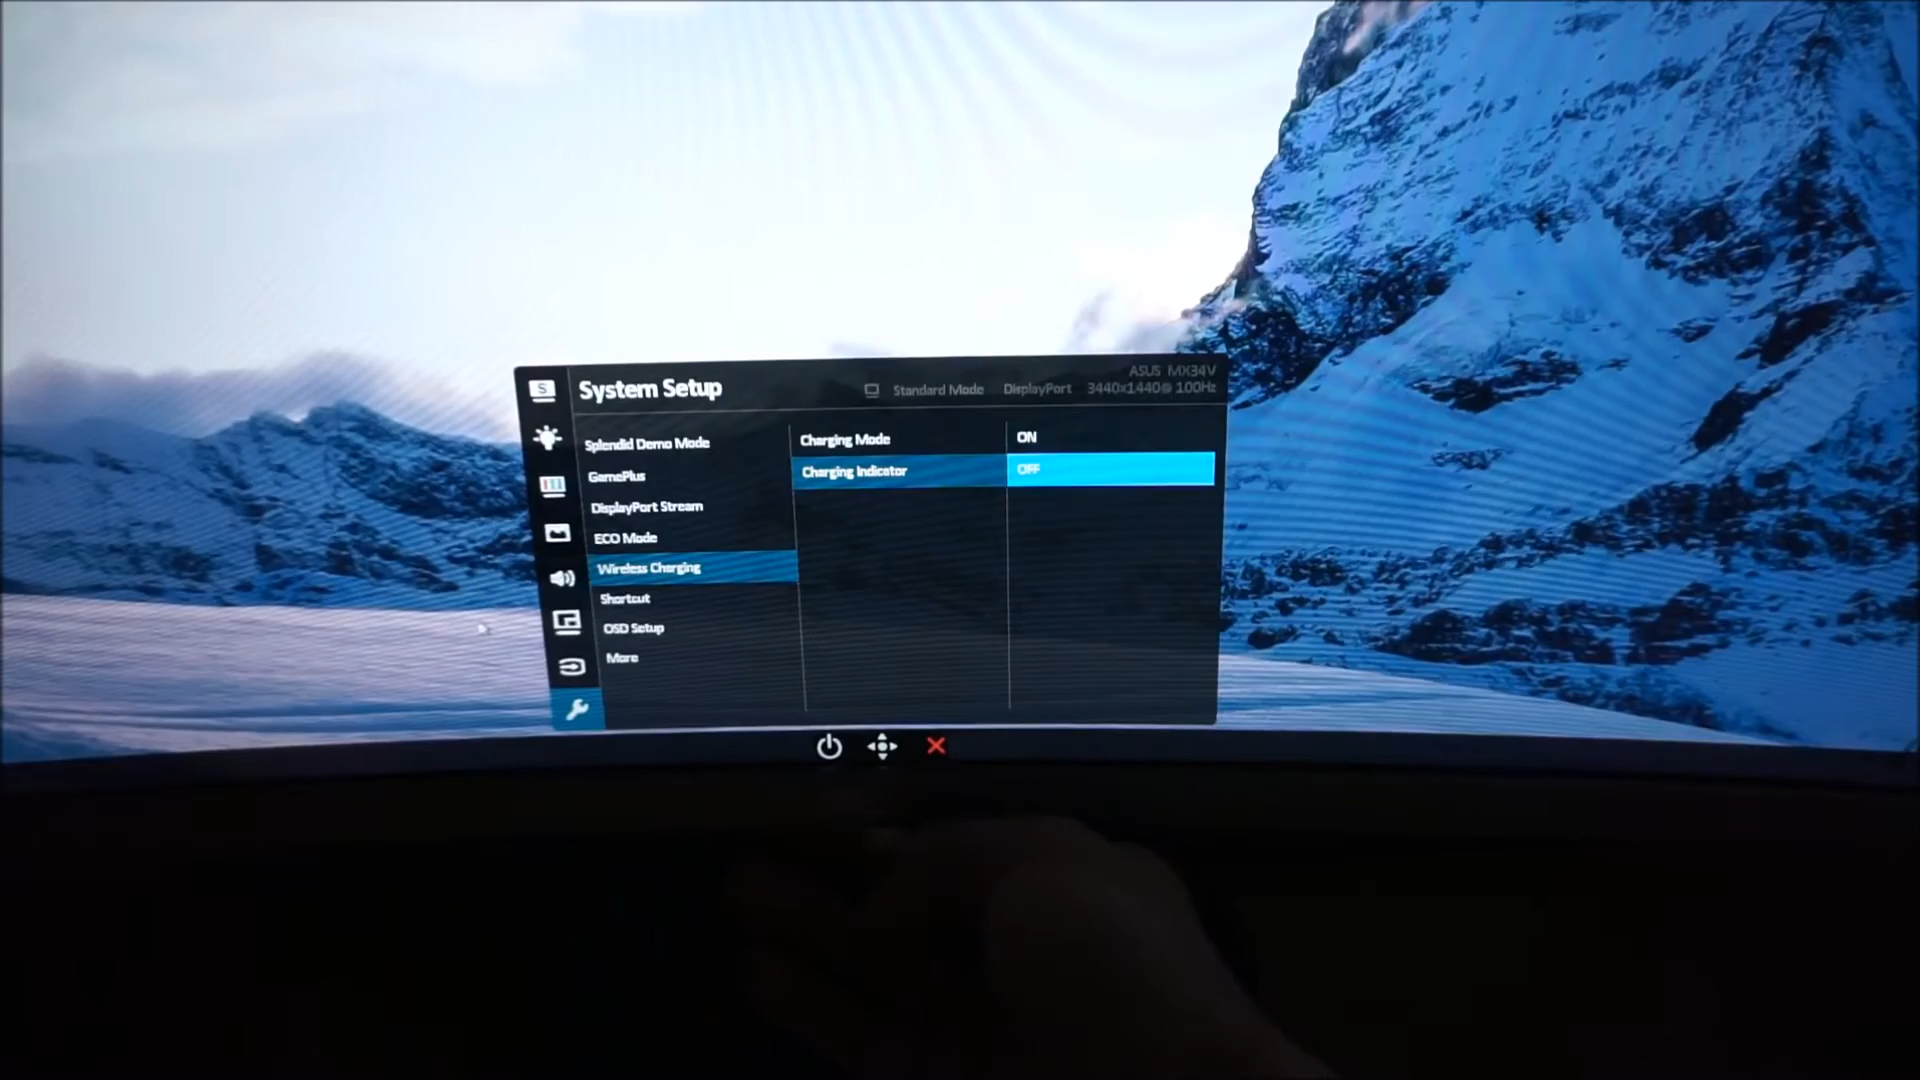 S
System Setup
ASUS MX34V
Standard Mode DisplayPort 3440x1440@ 100Hz
Splendid Demo Mode
GamePlus
DisplayPort Stream
ECO Mode
Wireless Charging
Shortcut
OSD Setup
More
Charging Mode
Charging Indicator
ON
OFF